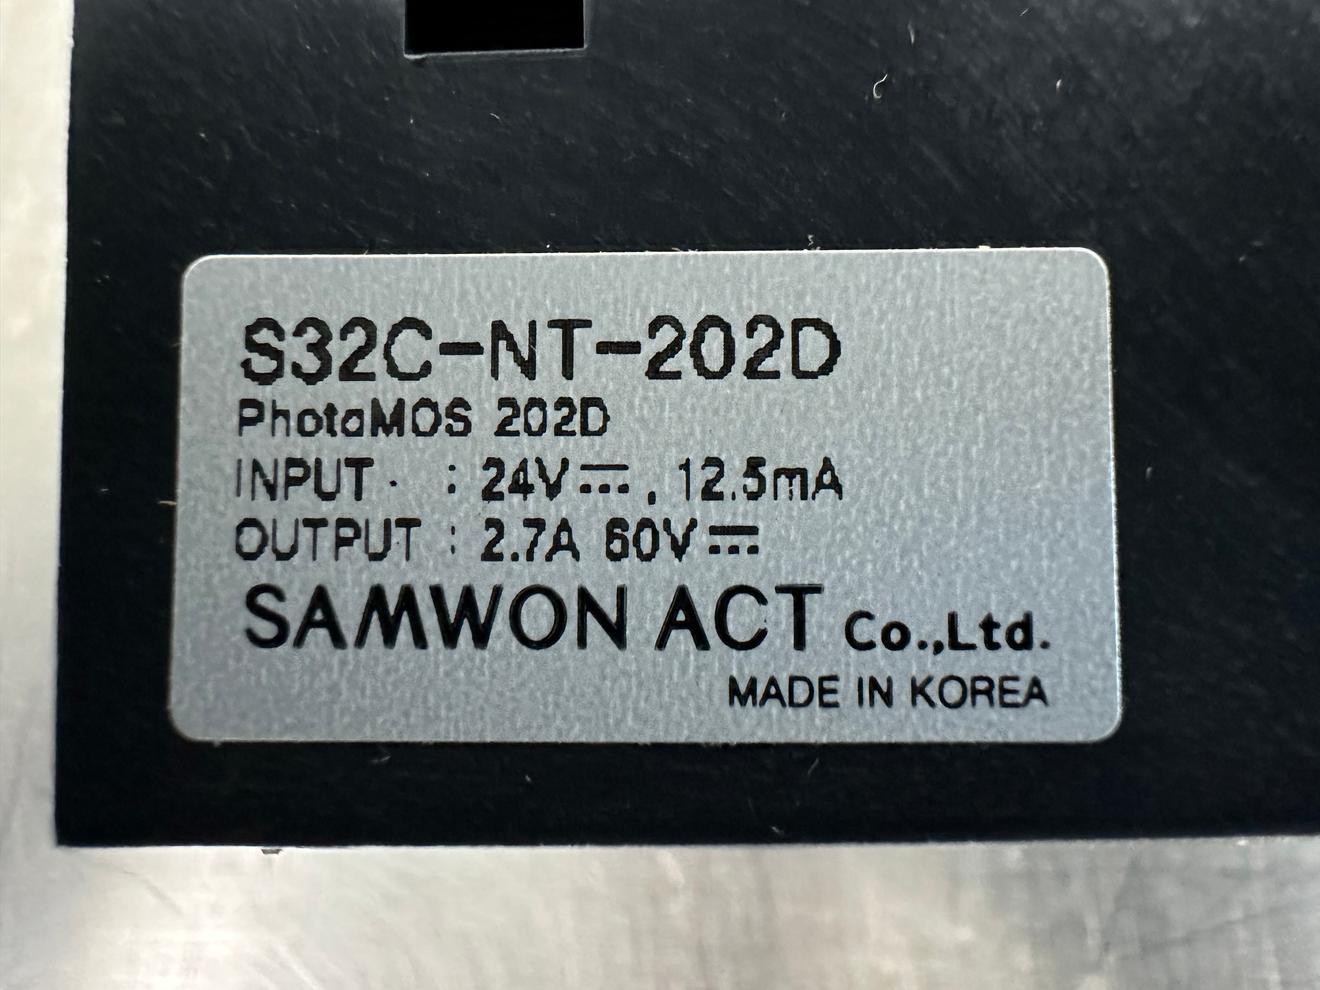 S32C-NT-202D
PhotoMOS 202D
INPUT : 24V⎓, 12.5mA
OUTPUT : 2.7A 60V⎓
SAMWON ACT Co.,Ltd.
MADE IN KOREA